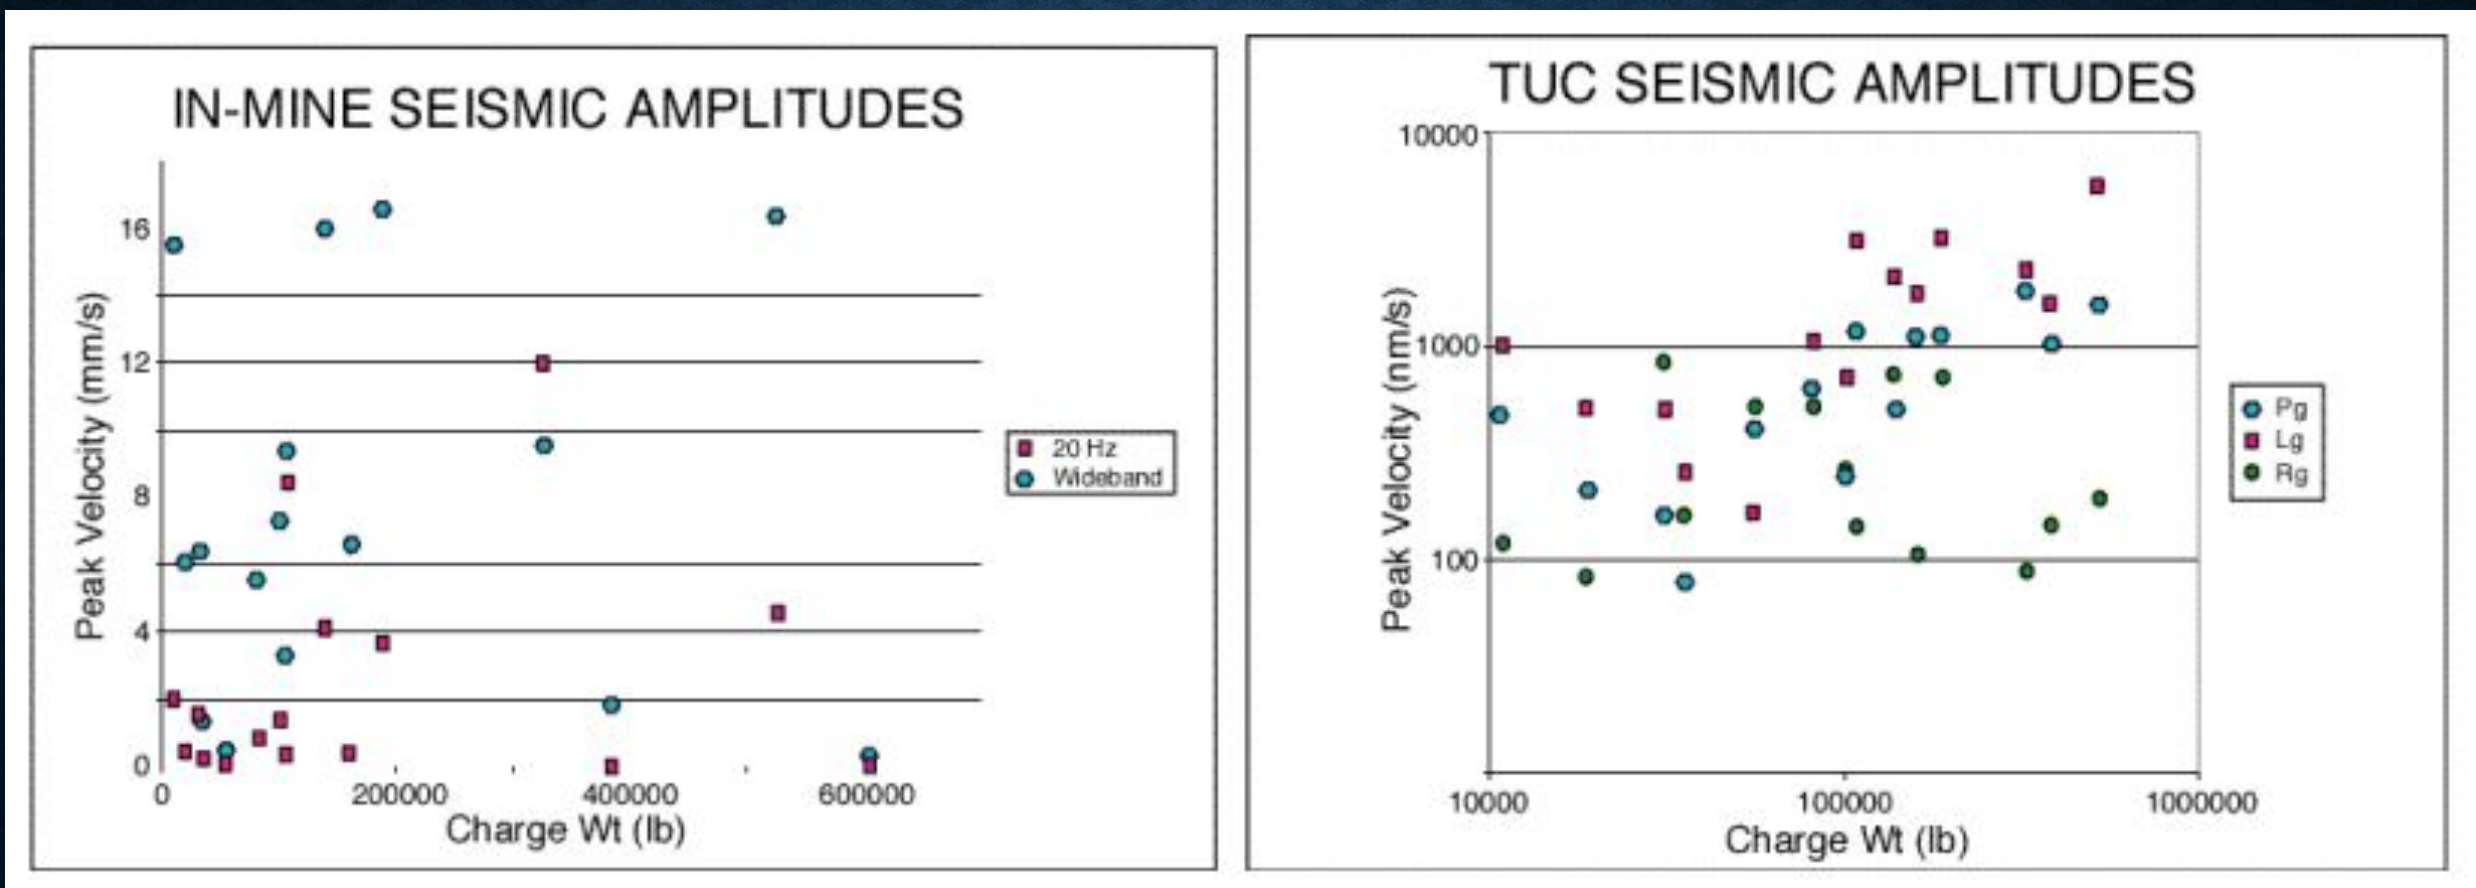 IN-MINE SEISMIC AMPLITUDES
Peak Velocity (mm/s)
16
12
8
4
0
0 200000 400000 600000
Charge Wt (lb)
20 Hz
Wideband
TUC SEISMIC AMPLITUDES
Peak Velocity (nm/s)
10000
1000
100
10000 100000 1000000
Charge Wt (lb)
Pg
Lg
Rg